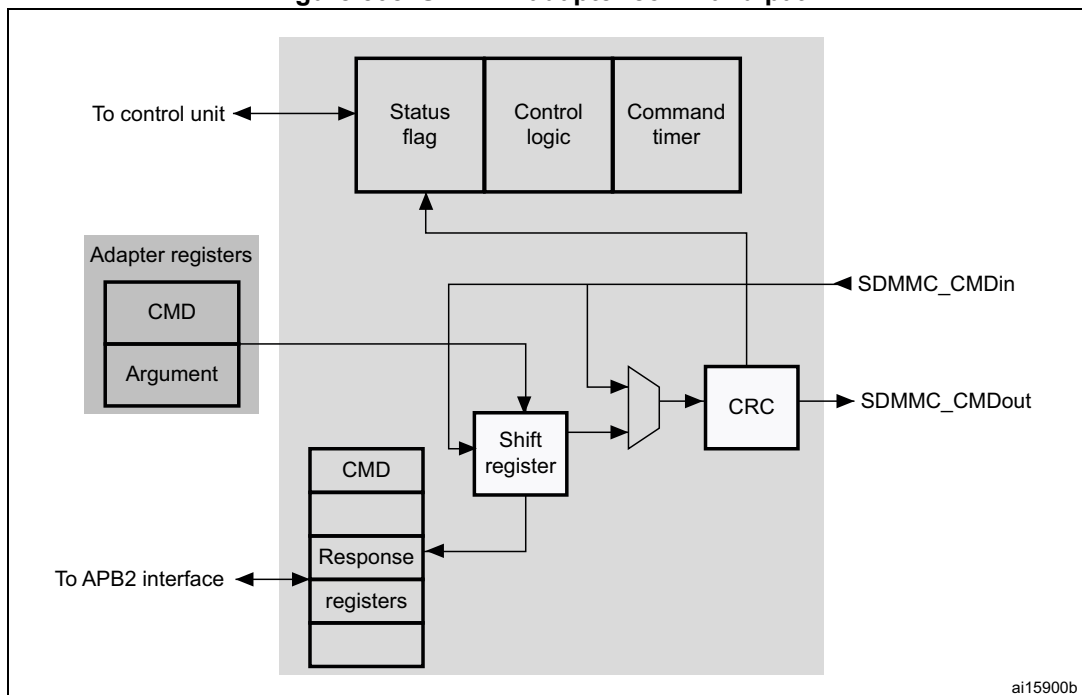 To control unit
Status
flag
Control
logic
Command
timer
Adapter registers
CMD
Argument
SDMMC_CMDin
CRC
SDMMC_CMDout
Shift
register
CMD
Response
registers
To APB2 interface
ai15900b